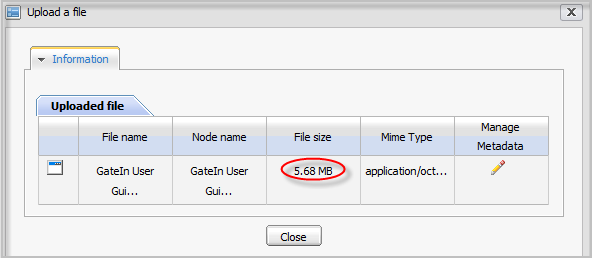 Upload a file
Information
Uploaded file
File name Node name File size Mime Type Manage Metadata
GateIn User Gui... GateIn User Gui... 5.68 MB application/oct...
Close